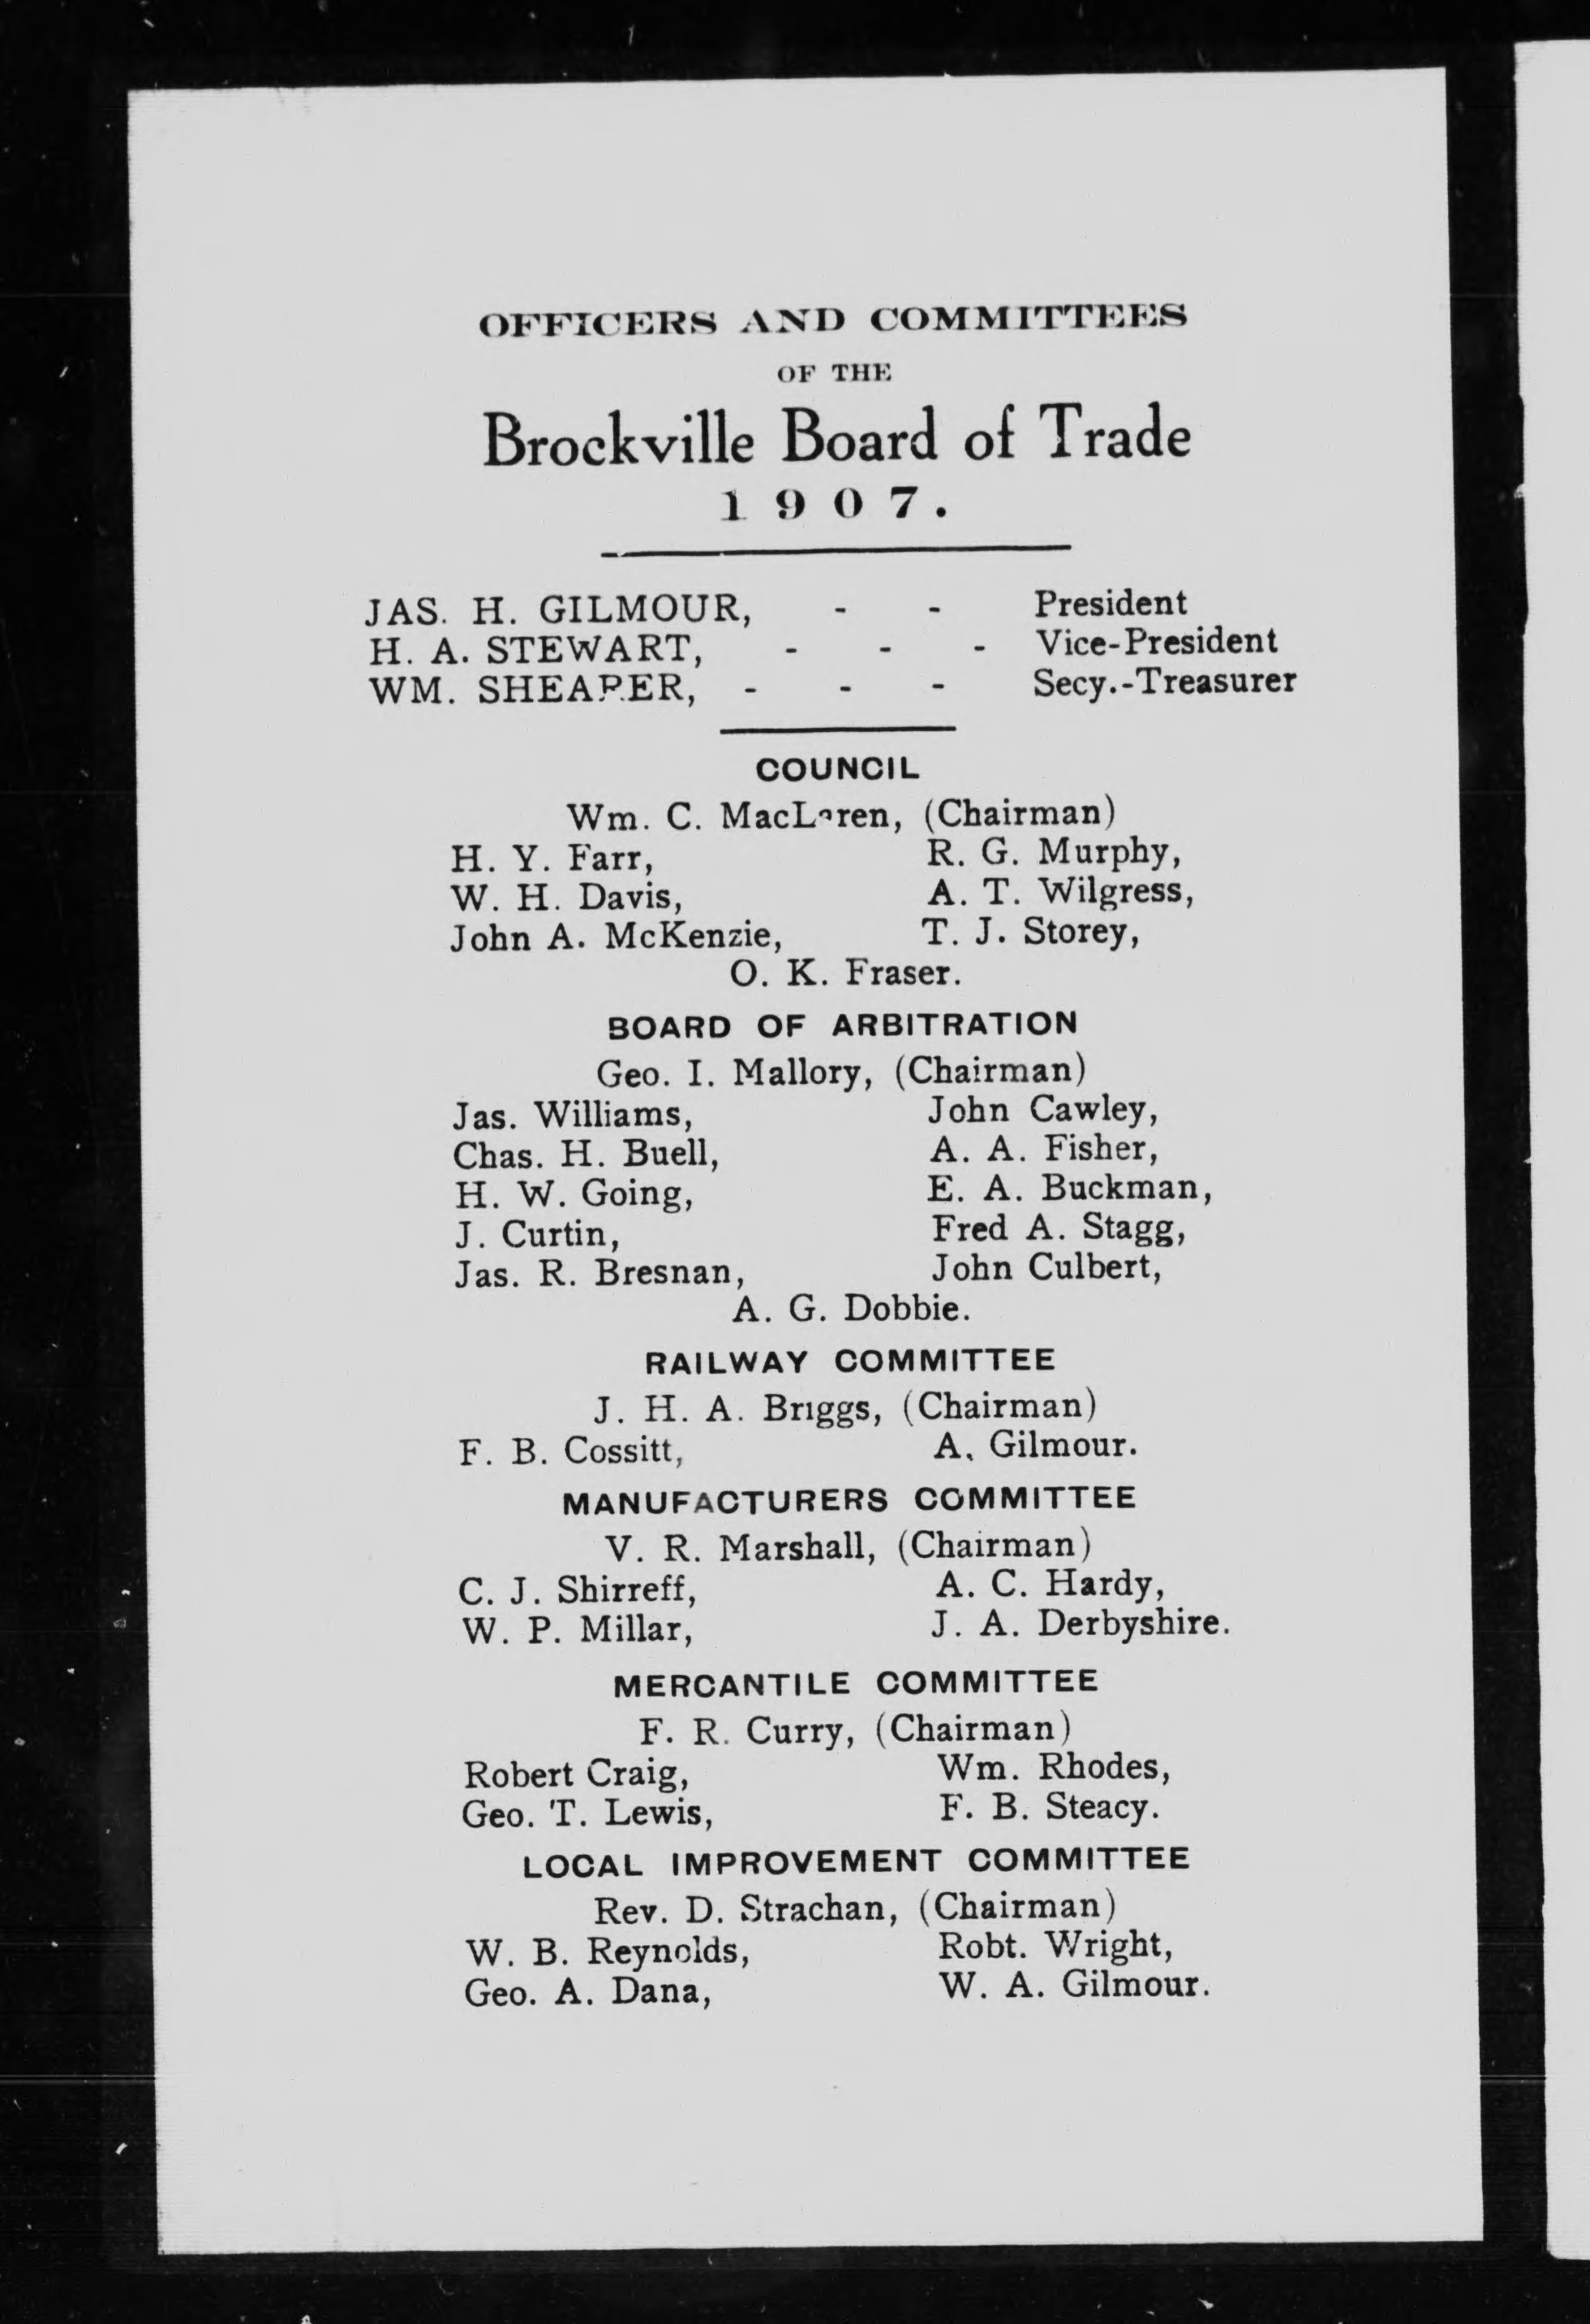 OFFICERS AND COMMITTEES
OF THE
Brockville Board of Trade
1907.
JAS. H. GILMOUR, - - President
H. A. STEWART, - - - Vice-President
WM. SHEARER, - - - Secy.-Treasurer
COUNCIL
Wm. C. MacLaren, (Chairman)
H. Y. Farr, R. G. Murphy,
W. H. Davis, A. T. Wilgress,
John A. McKenzie, T. J. Storey,
O. K. Fraser.
BOARD OF ARBITRATION
Geo. I. Mallory, (Chairman)
Jas. Williams, John Cawley,
Chas. H. Buell, A. A. Fisher,
H. W. Going, E. A. Buckman,
J. Curtin, Fred A. Stagg,
Jas. R. Bresnan, John Culbert,
A. G. Dobbie.
RAILWAY COMMITTEE
J. H. A. Briggs, (Chairman)
F. B. Cossitt, A. Gilmour.
MANUFACTURERS COMMITTEE
V. R. Marshall, (Chairman)
C. J. Shirreff, A. C. Hardy,
W. P. Millar, J. A. Derbyshire.
MERCANTILE COMMITTEE
F. R. Curry, (Chairman)
Robert Craig, Wm. Rhodes,
Geo. T. Lewis, F. B. Steacy.
LOCAL IMPROVEMENT COMMITTEE
Rev. D. Strachan, (Chairman)
W. B. Reynolds, Robt. Wright,
Geo. A. Dana, W. A. Gilmour.